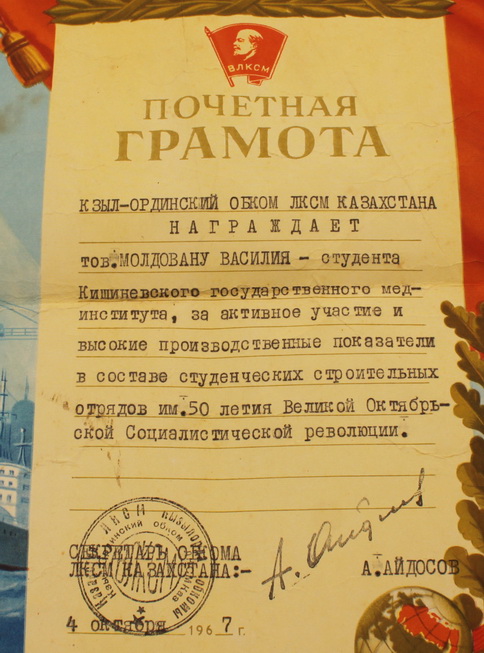 ВЛКСМ
ПОЧЕТНАЯ
ГРАМОТА
КЗЫЛ-ОРДИНСКИЙ ОБКОМ ЛКСМ КАЗАХСТАНА
НАГРАЖДАЕТ
тов.МОЛДОВАНУ ВАСИЛИЯ - студента
Кишиневского государственного мед-
института, за активное участие и
высокие производственные показатели
в составе студенческих строительных
отрядов им.50 летия Великой Октябрь-
ской Социалистической революции.
СЕКРЕТАРЬ ОБКОМА
ЛКСМ КАЗАХСТАНА:-
А.АЙДОСОВ
4 октября 1967 г.